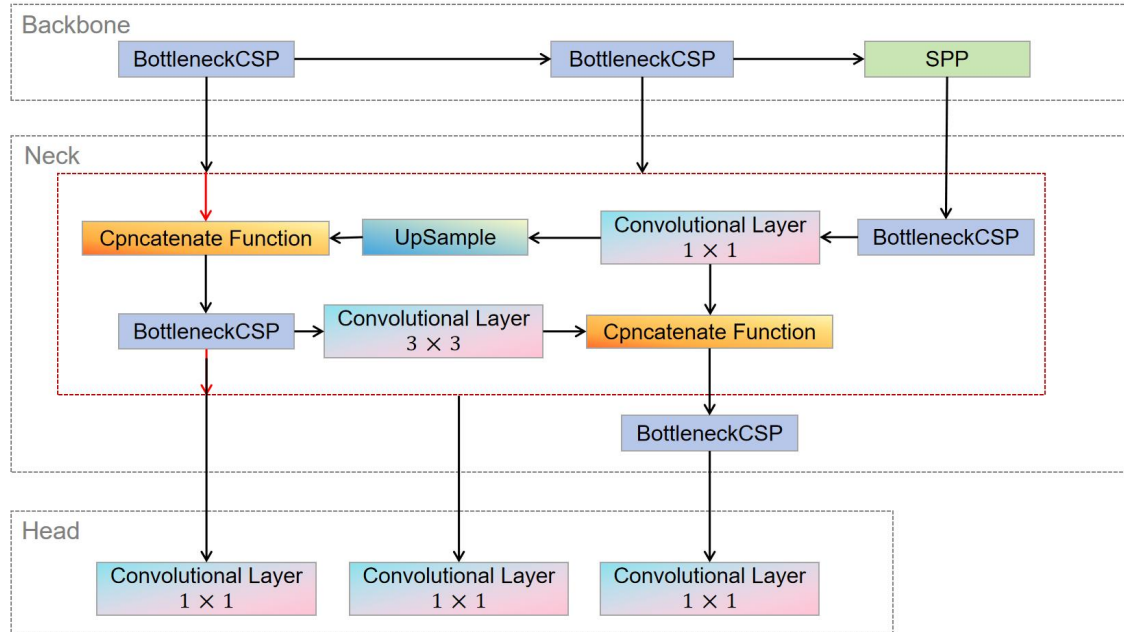 Backbone
BottleneckCSP
BottleneckCSP
SPP
Neck
Cpncatenate Function
UpSample
Convolutional Layer
1 × 1
BottleneckCSP
BottleneckCSP
Convolutional Layer
3 × 3
Cpncatenate Function
BottleneckCSP
Head
Convolutional Layer
1 × 1
Convolutional Layer
1 × 1
Convolutional Layer
1 × 1